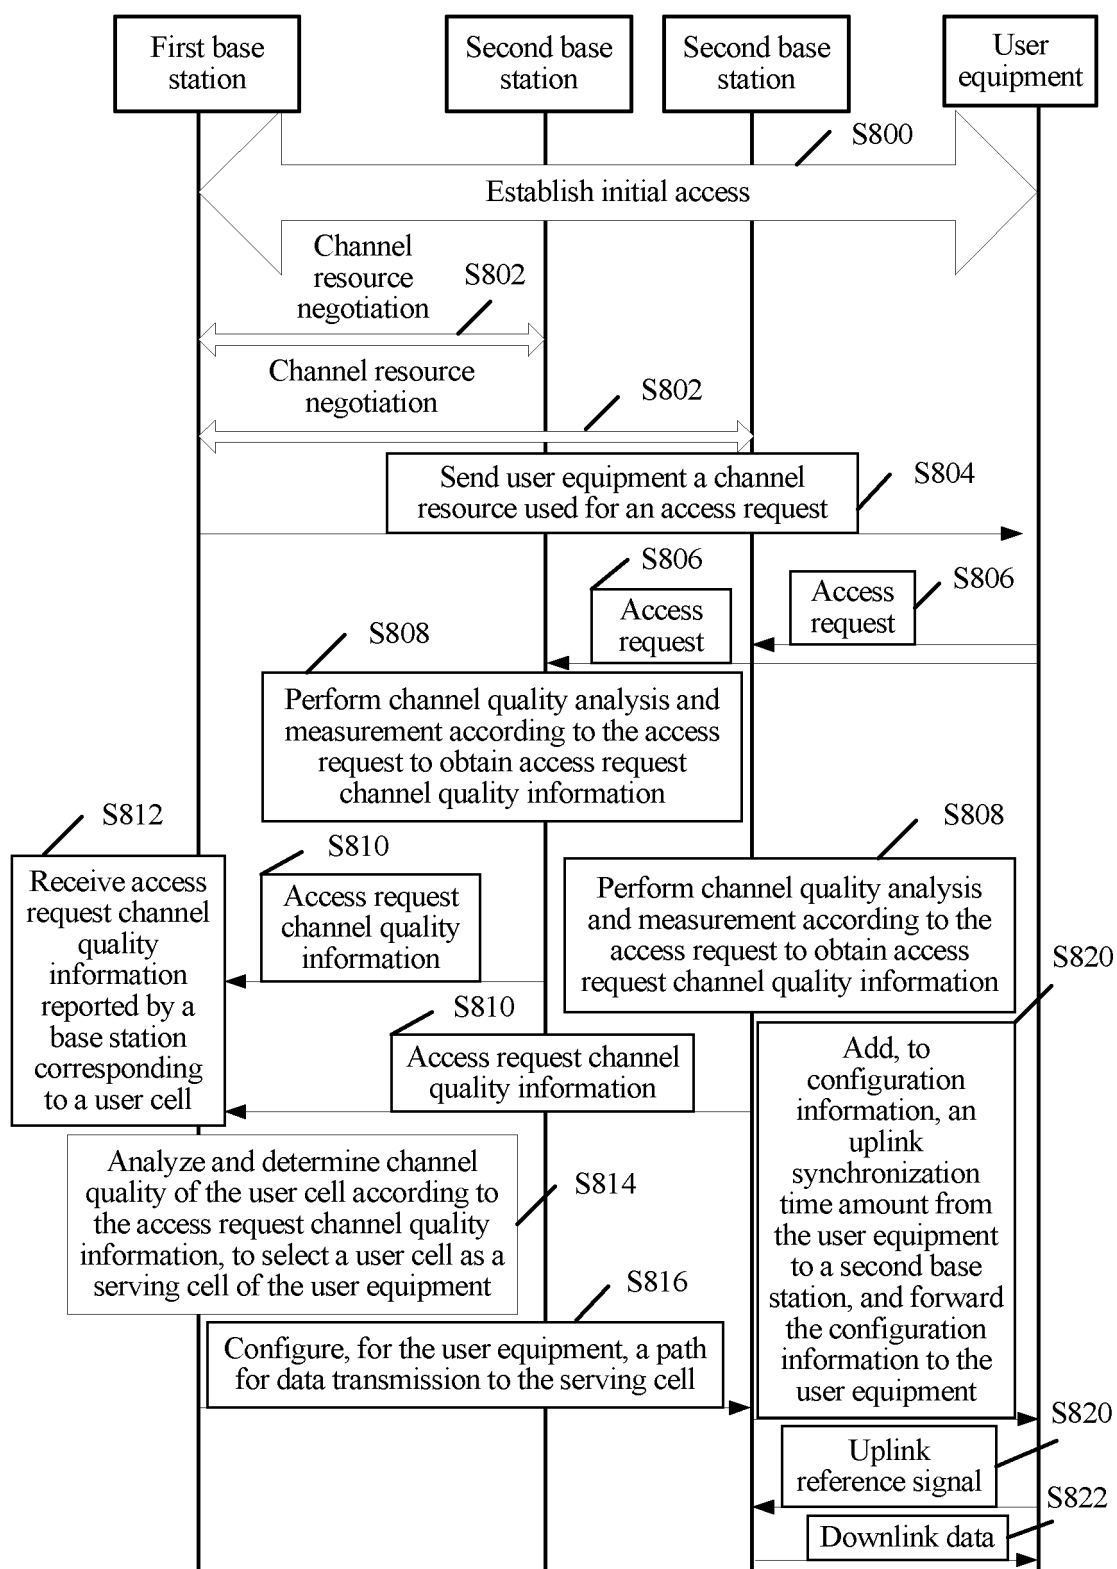 First base
station
Second base
station
Second base
station
User
equipment
S800
Establish initial access
Channel
resource
negotiation
S802
Channel resource
negotiation
S802
Send user equipment a channel
resource used for an access request
S804
S806
Access
request
Access
request
S806
S808
Perform channel quality analysis and
measurement according to the access
request to obtain access request
channel quality information
S812
Receive access
request channel
quality
information
reported by a
base station
corresponding
to a user cell
S810
Access request
channel quality
information
S808
Perform channel quality analysis
and measurement according to the
access request to obtain access
request channel quality information
S810
Access request channel
quality information
S820
Add, to
configuration
information, an
uplink
synchronization
time amount from
the user equipment
to a second base
station, and forward
the configuration
information to the
user equipment
Analyze and determine channel
quality of the user cell according to
the access request channel quality
information, to select a user cell as a
serving cell of the user equipment
S814
S816
Configure, for the user equipment, a path
for data transmission to the serving cell
S820
Uplink
reference signal
S822
Downlink data